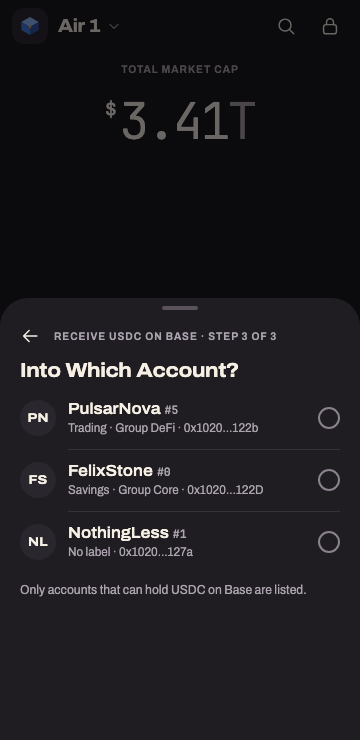 Air 1
TOTAL MARKET CAP
$3.41T
RECEIVE USDC ON BASE · STEP 3 OF 3
Into Which Account?
PN
PulsarNova #5
Trading · Group DeFi · 0x1020...122b
FS
FelixStone #0
Savings · Group Core · 0x1020...122D
NL
NothingLess #1
No label · 0x1020...127a
Only accounts that can hold USDC on Base are listed.